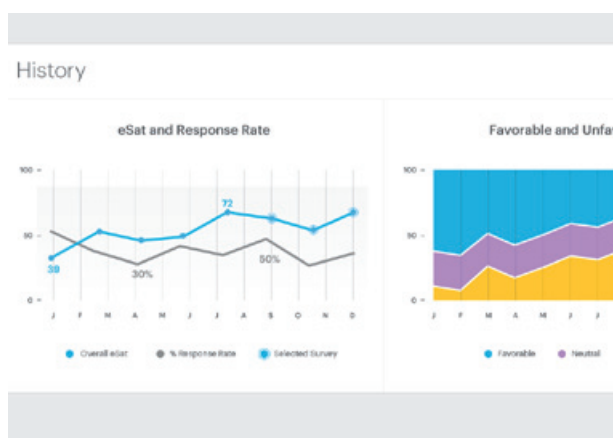 History
eSat and Response Rate
100
50
0
39
30%
72
50%
J F M A M J J A S O N D
Overall eSat % Response Rate Selected Survey
Favorable and Unfa
100
50
0
J F M A M J J
Favorable Neutral